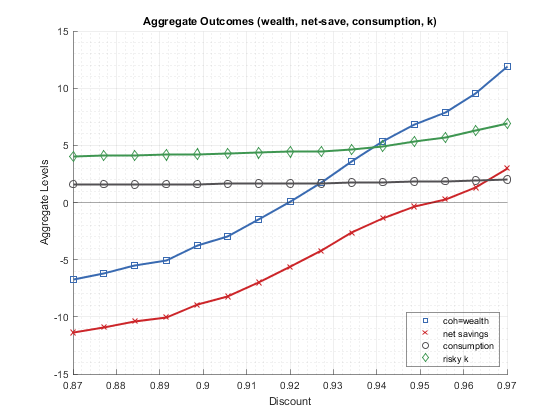 Aggregate Outcomes (wealth, net-save, consumption, k)
15
10
5
0
-5
-10
-15
Aggregate Levels
0.87 0.88 0.89 0.9 0.91 0.92 0.93 0.94 0.95 0.96 0.97
Discount
coh=wealth
net savings
consumption
risky k